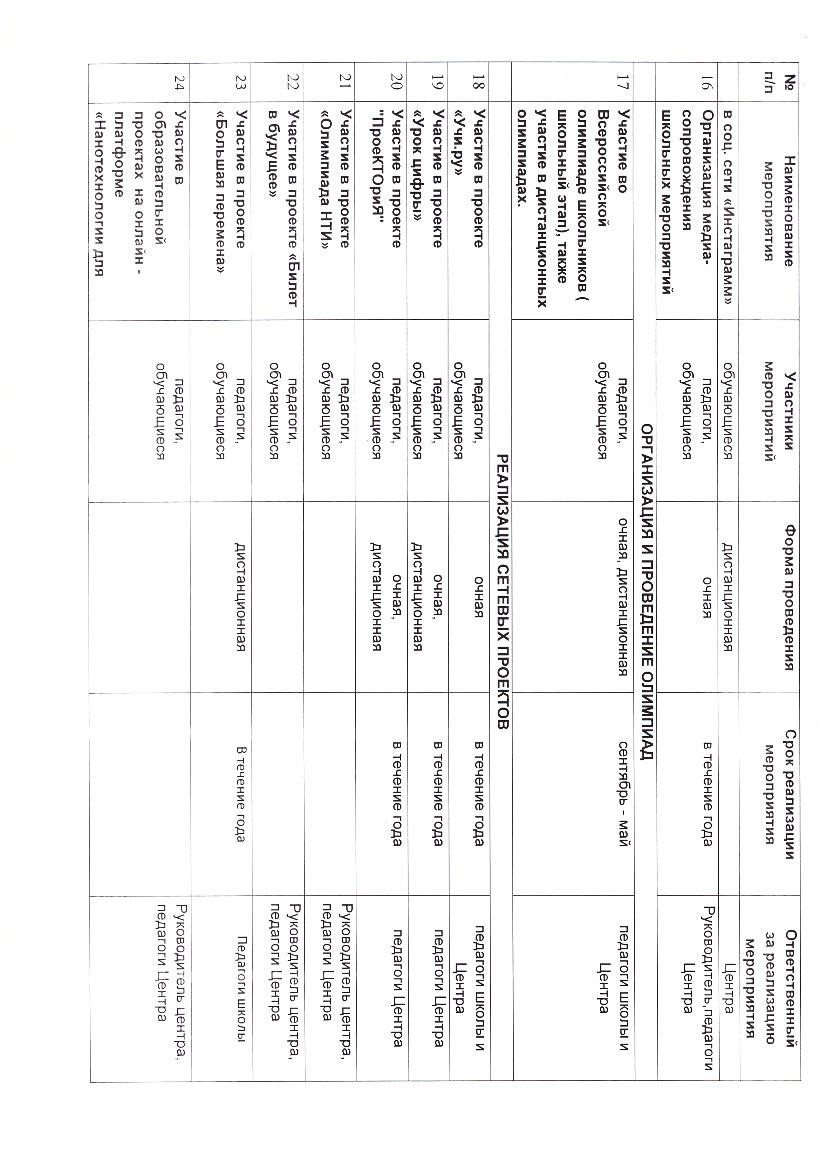 №
п/п
Наименование
мероприятия
Участники
мероприятий
Форма проведения
Срок реализации
мероприятия
Ответственный
за реализацию
мероприятия
в соц. сети «Инстаграмм»
обучающиеся
дистанционная
Центра
16
Организация медиа-
сопровождения
школьных мероприятий
педагоги,
обучающиеся
очная
в течение года
Руководитель,педагоги
Центра
ОРГАНИЗАЦИЯ И ПРОВЕДЕНИЕ ОЛИМПИАД
17
Участие во
Всероссийской
олимпиаде школьников (
школьный этап), также
участие в дистанционных
олимпиадах.
педагоги,
обучающиеся
очная, дистанционная
сентябрь - май
педагоги школы и
Центра
РЕАЛИЗАЦИЯ СЕТЕВЫХ ПРОЕКТОВ
18
Участие в проекте
«Учи.ру»
педагоги,
обучающиеся
очная
в течение года
педагоги школы и
Центра
19
Участие в проекте
«Урок цифры»
педагоги,
обучающиеся
очная,
дистанционная
в течение года
педагоги Центра
20
Участие в проекте
"ПроеКТОриЯ"
педагоги,
обучающиеся
очная,
дистанционная
в течение года
педагоги Центра
21
Участие в проекте
«Олимпиада НТИ»
педагоги,
обучающиеся
Руководитель центра,
педагоги Центра
22
Участие в проекте «Билет
в будущее»
педагоги,
обучающиеся
Руководитель центра,
педагоги Центра
23
Участие в проекте
«Большая перемена»
педагоги,
обучающиеся
дистанционная
В течение года
Педагоги школы
24
Участие в
образовательной
проектах на онлайн -
платформе
«Нанотехнологии для
педагоги,
обучающиеся
Руководитель центра,
педагоги Центра